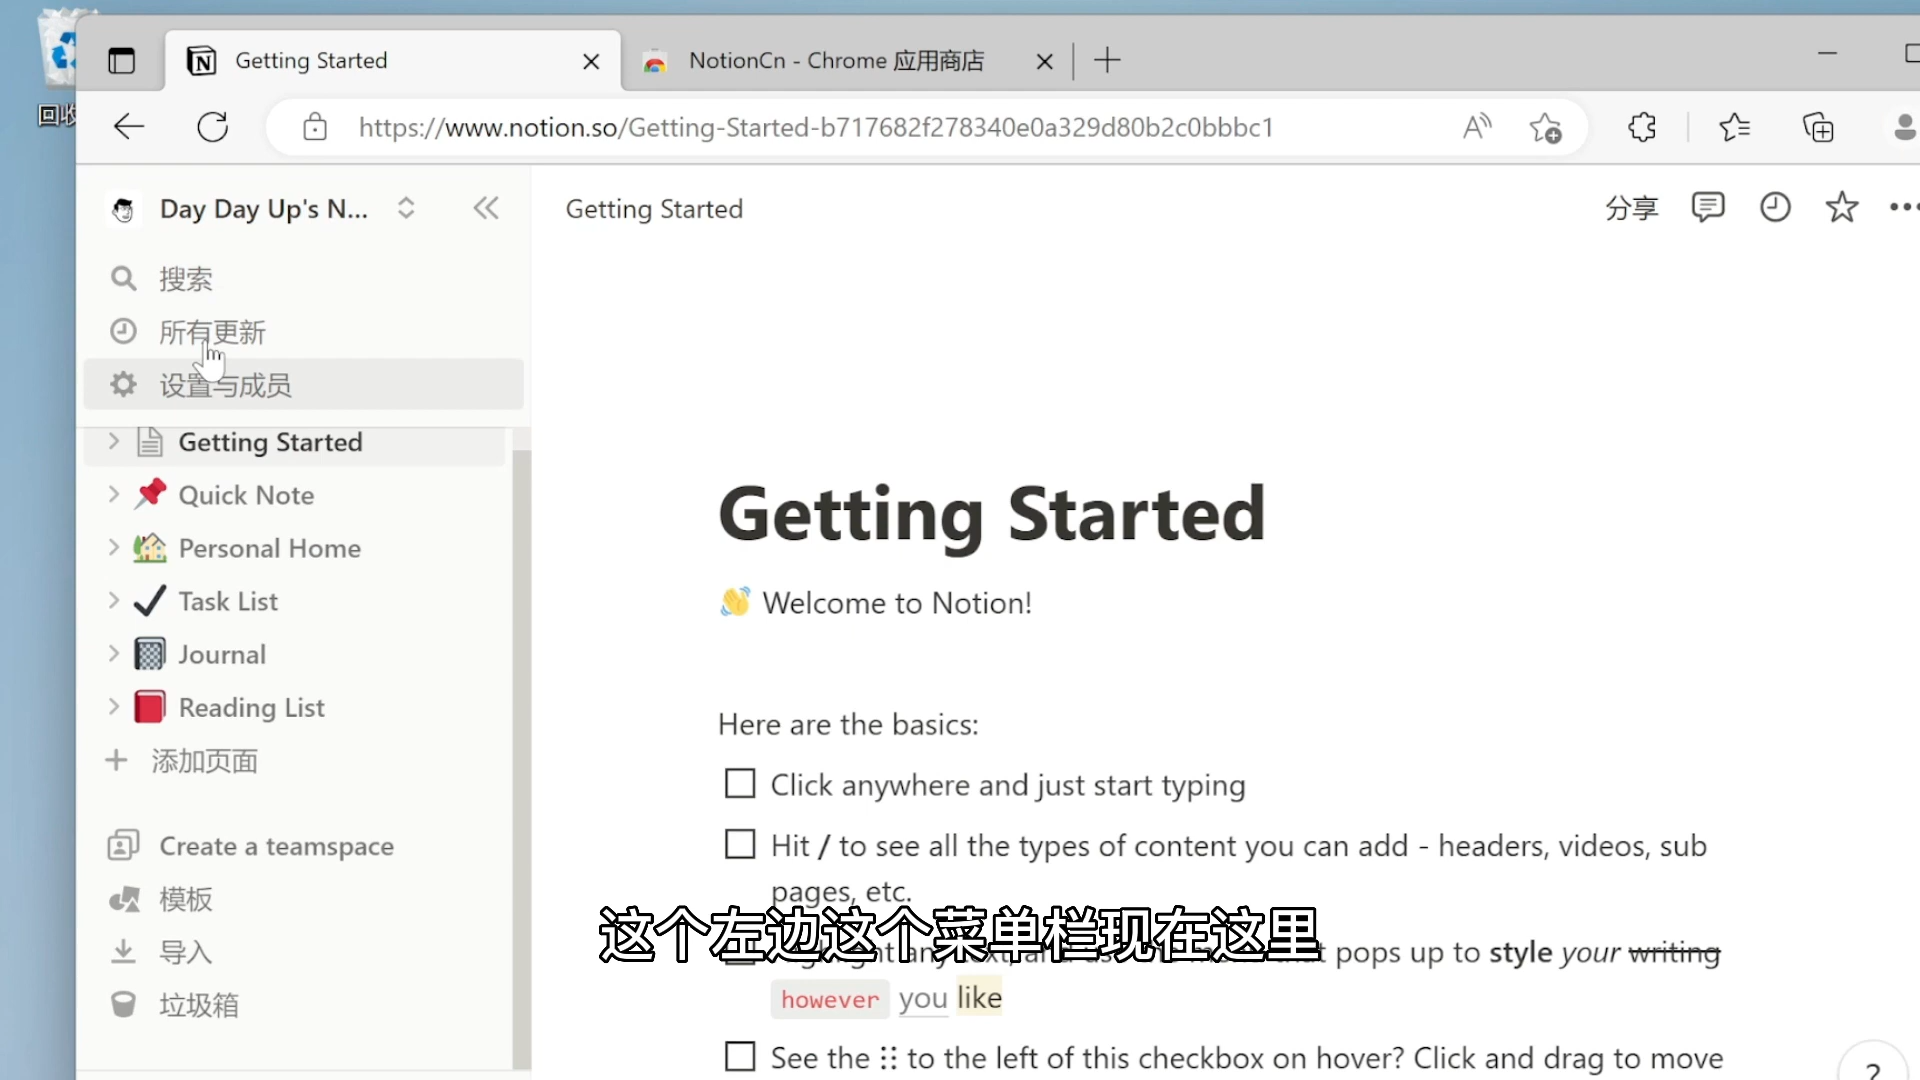 Getting Started
NotionCn - Chrome 应用商店
https://www.notion.so/Getting-Started-b717682f278340e0a329d80b2c0bbbc1
Day Day Up's N...
Getting Started
分享
搜索
所有更新
设置与成员
Getting Started
Quick Note
Personal Home
Task List
Journal
Reading List
添加页面
Create a teamspace
模板
导入
垃圾箱
Getting Started
👋 Welcome to Notion!
Here are the basics:
Click anywhere and just start typing
Hit / to see all the types of content you can add - headers, videos, sub
pages, etc.
that pops up to style your writing
however you like
See the ⠿ to the left of this checkbox on hover? Click and drag to move
这个左边这个菜单栏现在这里